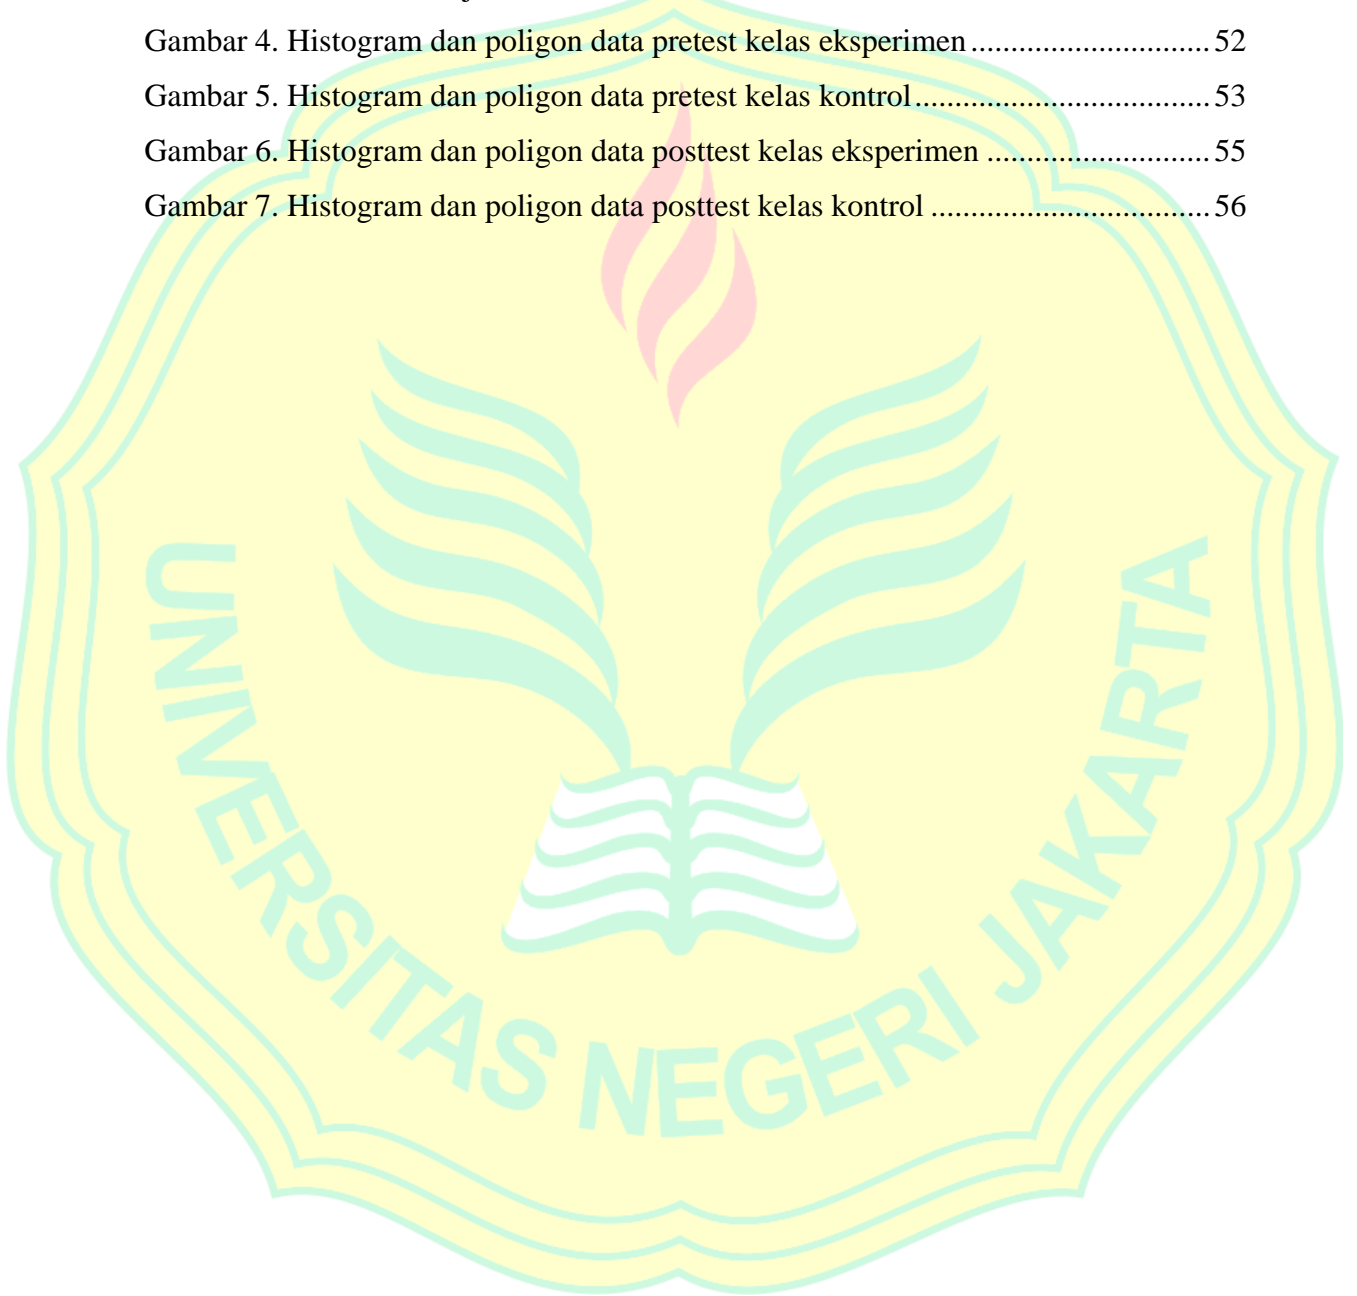 Gambar 4. Histogram dan poligon data pretest kelas eksperimen .............................. 52
Gambar 5. Histogram dan poligon data pretest kelas kontrol..................................... 53
Gambar 6. Histogram dan poligon data posttest kelas eksperimen ............................ 55
Gambar 7. Histogram dan poligon data posttest kelas kontrol ................................... 56
UNIVERSITAS NEGERI JAKARTA